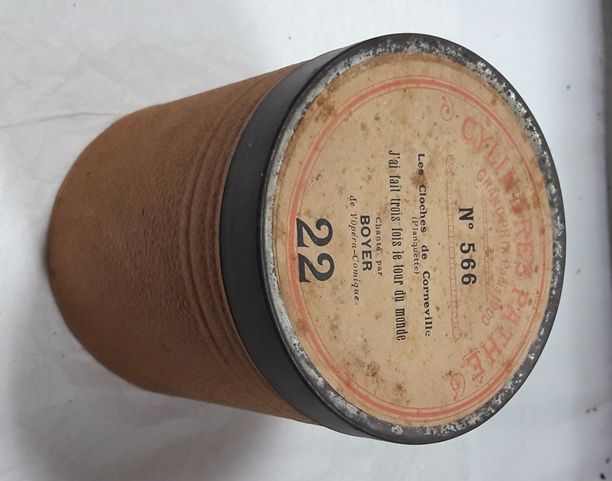 CYLINDRES PATHÉ
N° 566
Les Cloches de Corneville
(Planquette)
J'ai fait trois fois le tour du monde
Chanté par
BOYER
de l'Opéra-Comique.
22